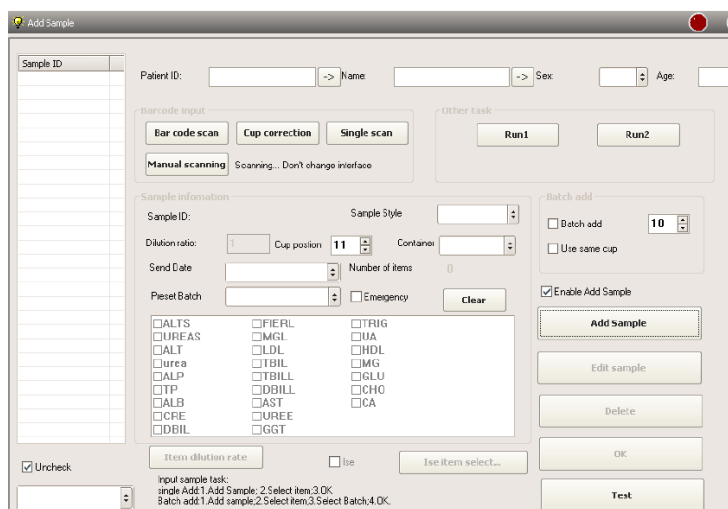 Add Sample
Sample ID
Patient ID: -> Name: -> Sex: Age:
Barcode input
Other task
Bar code scan Cup correction Single scan
Run1 Run2
Manual scanning Scanning... Don't change interface
Sample infomation
Batch add
Sample ID: Sample Style
Batch add 10
Dilution ratio: 1 Cup postion 11 Container
Use same cup
Send Date Number of items 0
Preset Batch Emergency Clear
Enable Add Sample
ALTS FIERL TRIG
UREAS MGL UA
ALT LDL HDL
urea TBIL MG
ALP TBILL GLU
TP DBILL CHO
ALB AST CA
CRE UREE
DBIL GGT
Add Sample
Edit sample
Delete
OK
Test
Item dilution rate Ise Ise item select...
Uncheck
Input sample task:
single Add:1.Add Sample; 2.Select item;3.OK
Batch add:1.Add sample;2.Select item;3.Select Batch;4.OK.